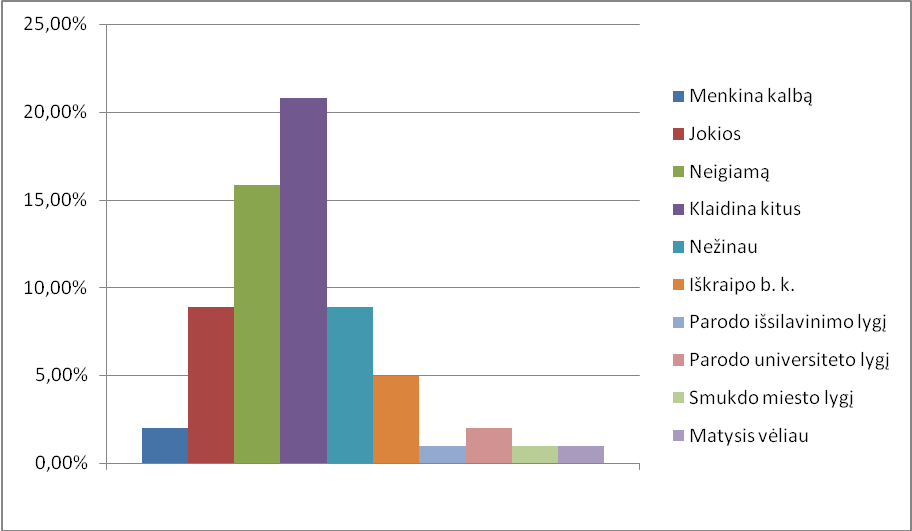 25,00%
20,00%
15,00%
10,00%
5,00%
0,00%
Menkina kalbą
Jokios
Neigiamą
Klaidina kitus
Nežinau
Iškraipo b. k.
Parodo išsilavinimo lygį
Parodo universiteto lygį
Smukdo miesto lygį
Matysis vėliau